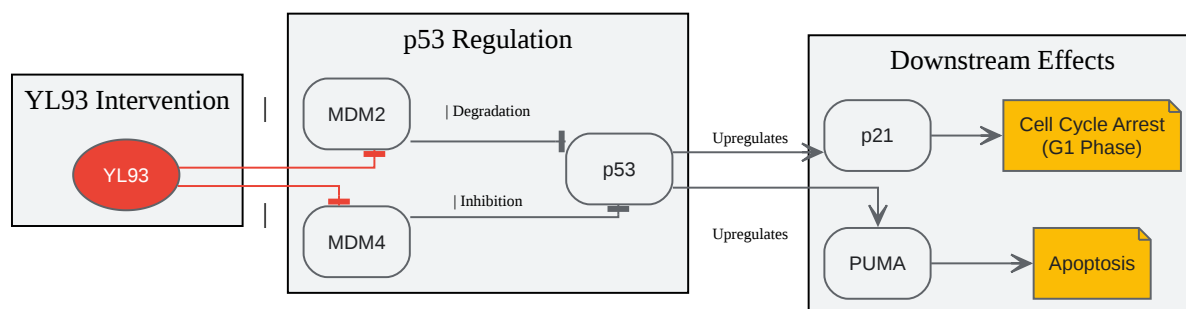 YL93 Intervention
YL93
|
|
p53 Regulation
MDM2
MDM4
| Degradation
| Inhibition
p53
Upregulates
Upregulates
Downstream Effects
p21
Cell Cycle Arrest
(G1 Phase)
PUMA
Apoptosis